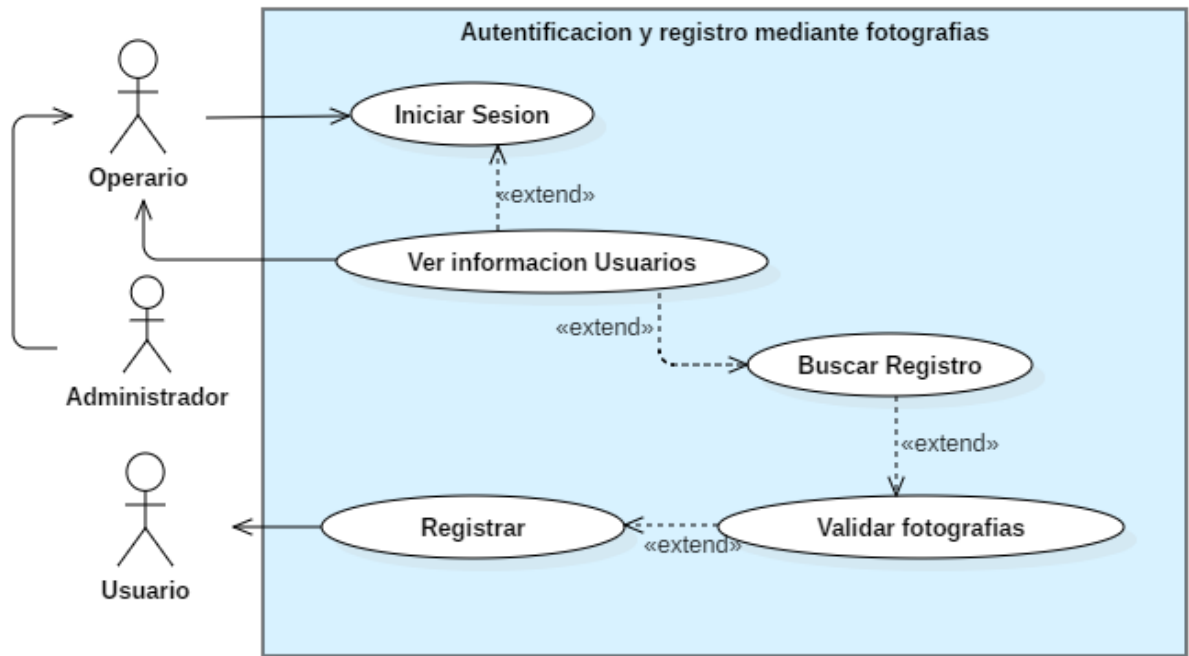 Autentificacion y registro mediante fotografias
Iniciar Sesion
Operario
«extend»
Ver informacion Usuarios
«extend»
Buscar Registro
Administrador
«extend»
Registrar
Validar fotografias
«extend»
Usuario